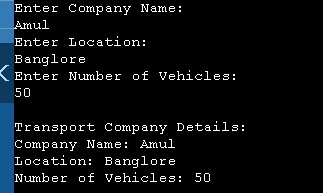 Enter Company Name:
Amul
Enter Location:
Banglore
Enter Number of Vehicles:
50
Transport Company Details:
Company Name: Amul
Location: Banglore
Number of Vehicles: 50